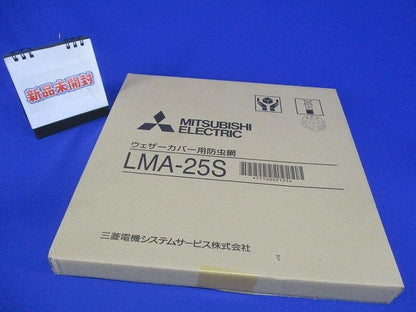 新品未開封
MITSUBISHI
ELECTRIC
ウェザーカバー用防虫網
LMA-25S
三菱電機システムサービス株式会社